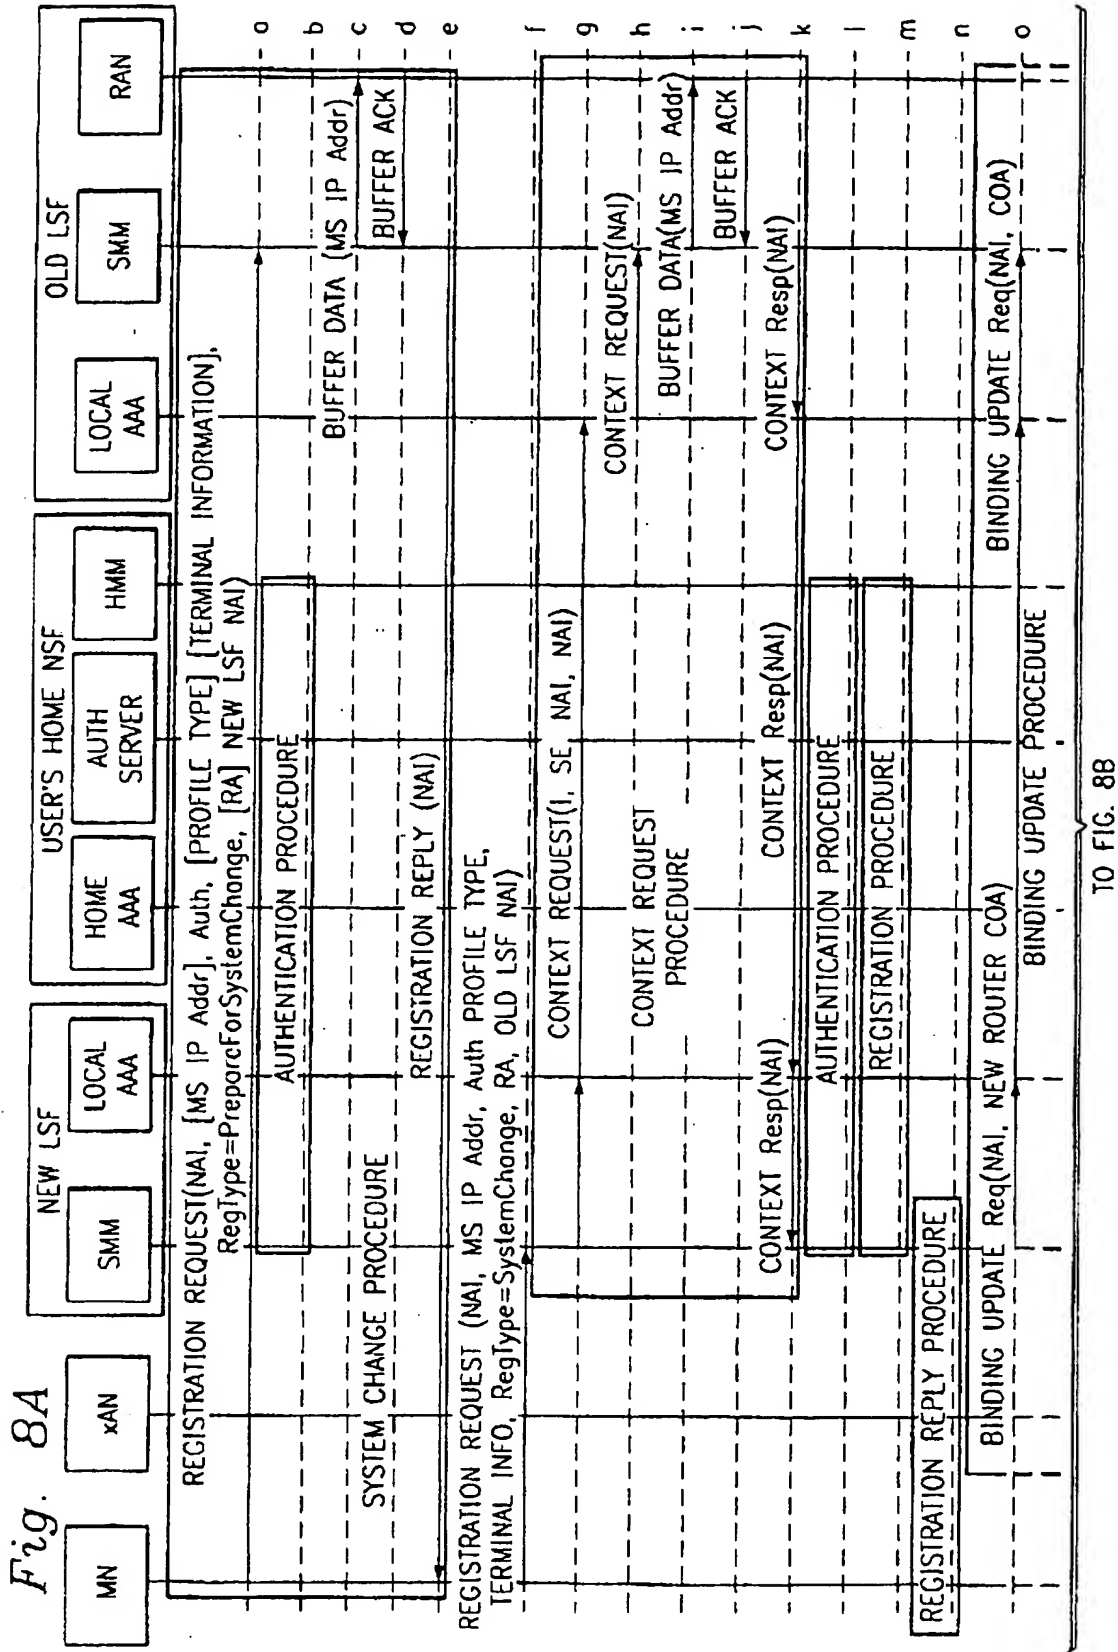 Fig. 8A
NEW LSF
USER'S HOME NSF
OLD LSF
MN
xAN
SMM
LOCAL
AAA
HOME
AAA
AUTH
SERVER
HMM
LOCAL
AAA
SMM
RAN
REGISTRATION REQUEST(NAI, [MS IP Addr], Auth, [PROFILE TYPE] [TERMINAL INFORMATION],
RegType=PreparcForSystemChange, [RA] NEW LSF NAI)
a
AUTHENTICATION PROCEDURE
b
BUFFER DATA (MS IP Addr)
c
SYSTEM CHANGE PROCEDURE
BUFFER ACK
d
REGISTRATION REPLY (NAI)
e
REGISTRATION REQUEST (NAI, MS IP Addr, Auth PROFILE TYPE,
TERMINAL INFO, RegType=SystemChange, RA, OLD LSF NAI)
f
CONTEXT REQUEST(I, SE, NAI, NAI)
g
CONTEXT REQUEST(NAI)
h
CONTEXT REQUEST
PROCEDURE
BUFFER DATA(MS IP Addr)
i
BUFFER ACK
j
CONTEXT Resp(NAI)
CONTEXT Resp(NAI)
CONTEXT Resp(NAI)
k
AUTHENTICATION PROCEDURE
l
REGISTRATION PROCEDURE
m
REGISTRATION REPLY PROCEDURE
n
BINDING UPDATE Req(NAI, NEW ROUTER COA)
BINDING UPDATE Req(NAI, COA)
o
BINDING UPDATE PROCEDURE
TO FIG. 8B